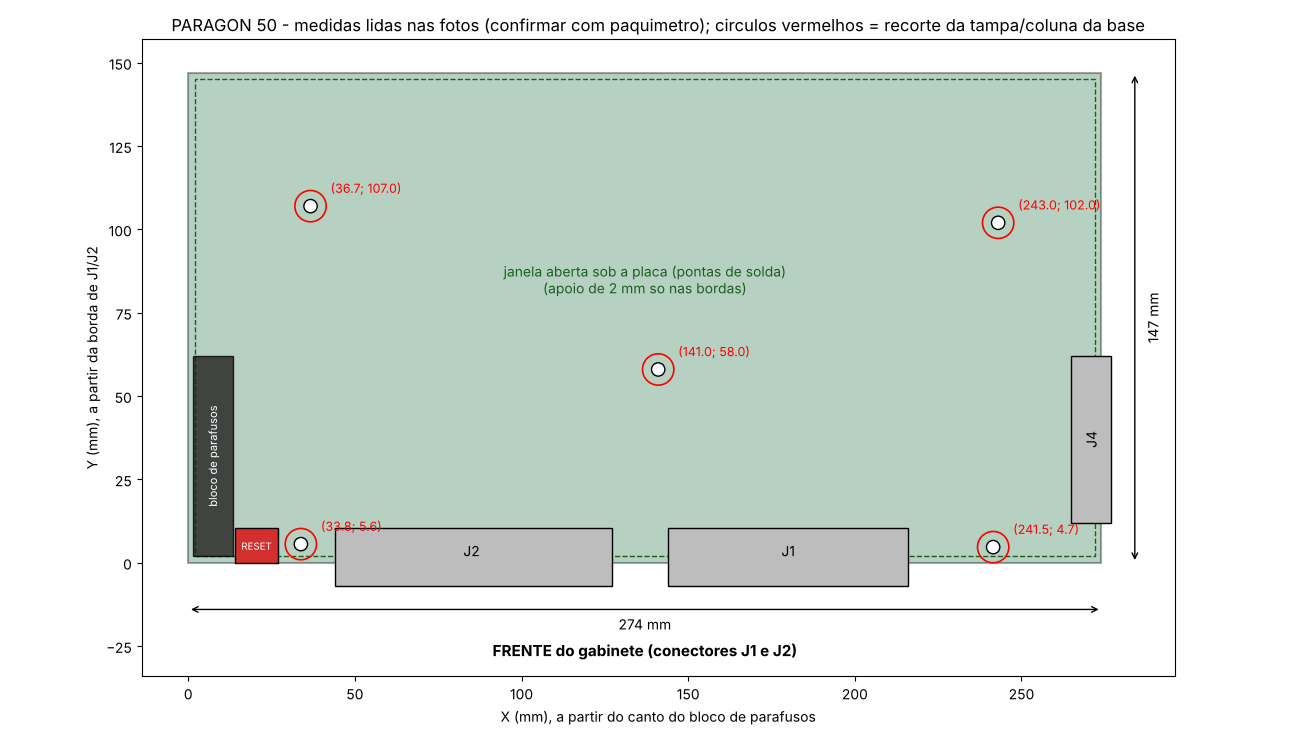 PARAGON 50 - medidas lidas nas fotos (confirmar com paquimetro); circulos vermelhos = recorte da tampa/coluna da base
150
125
100
75
50
25
0
−25
Y (mm), a partir da borda de J1/J2
(36.7; 107.0)
(243.0; 102.0)
janela aberta sob a placa (pontas de solda)
(apoio de 2 mm so nas bordas)
(141.0; 58.0)
147 mm
bloco de parafusos
J4
(33.8; 5.6)
(241.5; 4.7)
RESET
J2
J1
274 mm
FRENTE do gabinete (conectores J1 e J2)
0
50
100
150
200
250
X (mm), a partir do canto do bloco de parafusos